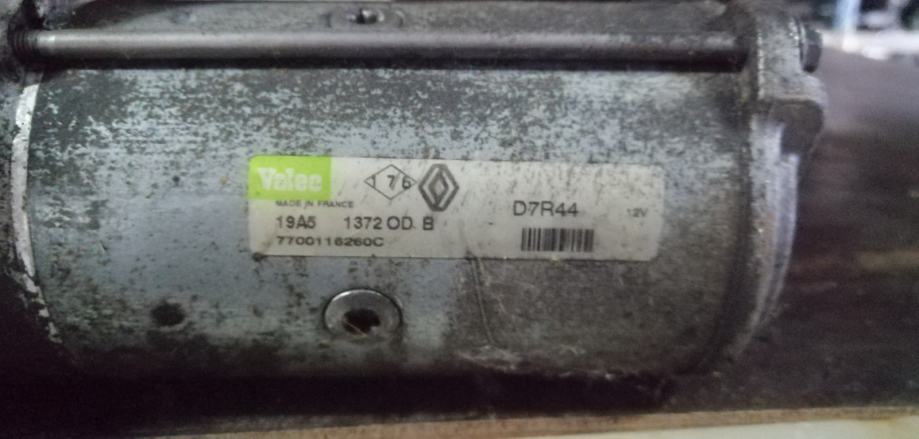 Valeo 176
MADE IN FRANCE
D7R44 12V
19A5 1372 OD B
7700116260C